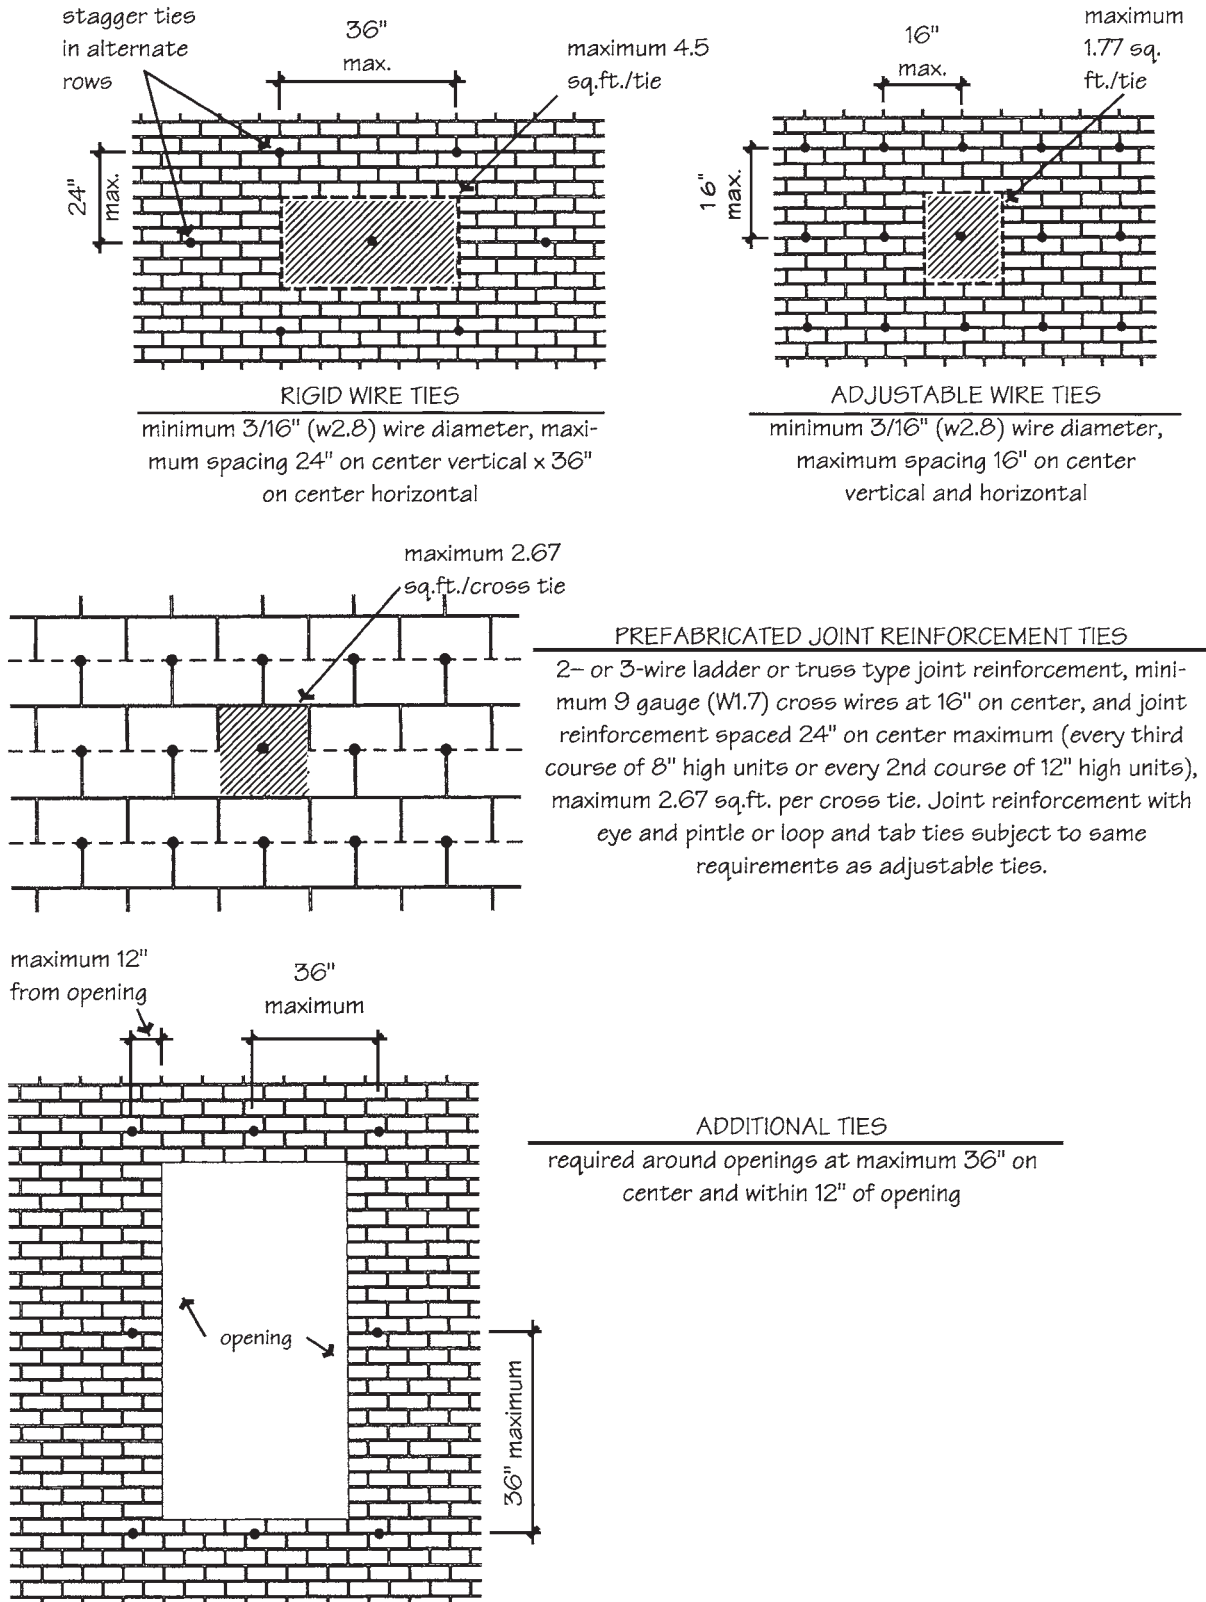 stagger ties
in alternate
rows
36"
max.
maximum 4.5
sq.ft./tie
24"
max.
RIGID WIRE TIES
minimum 3/16" (w2.8) wire diameter, maxi-
mum spacing 24" on center vertical x 36"
on center horizontal
16"
max.
maximum
1.77 sq.
ft./tie
16"
max.
ADJUSTABLE WIRE TIES
minimum 3/16" (w2.8) wire diameter,
maximum spacing 16" on center
vertical and horizontal
maximum 2.67
sq.ft./cross tie
PREFABRICATED JOINT REINFORCEMENT TIES
2- or 3-wire ladder or truss type joint reinforcement, mini-
mum 9 gauge (W1.7) cross wires at 16" on center, and joint
reinforcement spaced 24" on center maximum (every third
course of 8" high units or every 2nd course of 12" high units),
maximum 2.67 sq.ft. per cross tie. Joint reinforcement with
eye and pintle or loop and tab ties subject to same
requirements as adjustable ties.
maximum 12"
from opening
36"
maximum
opening
36" maximum
ADDITIONAL TIES
required around openings at maximum 36" on
center and within 12" of opening